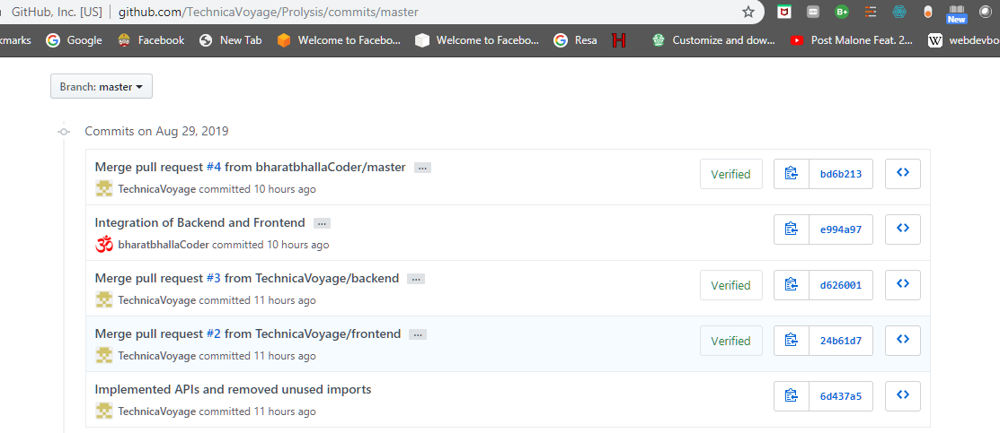 GitHub, Inc. [US] github.com/TechnicaVoyage/Prolysis/commits/master
New
kmarks Google Facebook New Tab Welcome to Facebo... Welcome to Facebo... Resa H Customize and dow... Post Malone Feat. 2... W webdevbo
Branch: master
Commits on Aug 29, 2019
Merge pull request #4 from bharatbhallaCoder/master ... Verified bd6b213
TechnicaVoyage committed 10 hours ago
Integration of Backend and Frontend ... e994a97
ॐ bharatbhallaCoder committed 10 hours ago
Merge pull request #3 from TechnicaVoyage/backend ... Verified d626001
TechnicaVoyage committed 11 hours ago
Merge pull request #2 from TechnicaVoyage/frontend ... Verified 24b61d7
TechnicaVoyage committed 11 hours ago
Implemented APIs and removed unused imports 6d437a5
TechnicaVoyage committed 11 hours ago